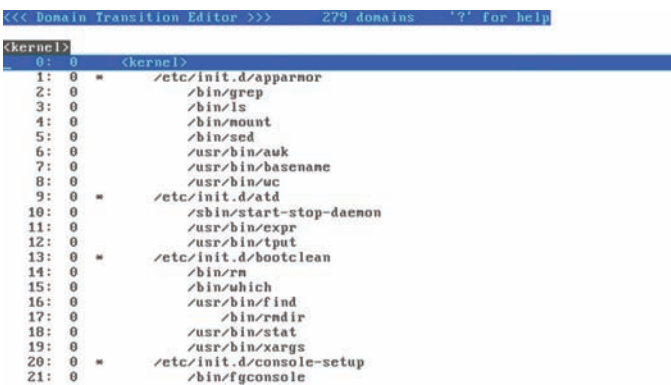 <<< Domain Transition Editor >>> 279 domains '?' for help
<kernel>
0: 0 <kernel>
1: 0 * /etc/init.d/apparmor
2: 0 /bin/grep
3: 0 /bin/ls
4: 0 /bin/mount
5: 0 /bin/sed
6: 0 /usr/bin/awk
7: 0 /usr/bin/basename
8: 0 /usr/bin/wc
9: 0 * /etc/init.d/atd
10: 0 /sbin/start-stop-daemon
11: 0 /usr/bin/expr
12: 0 /usr/bin/tput
13: 0 * /etc/init.d/bootclean
14: 0 /bin/rm
15: 0 /bin/which
16: 0 /usr/bin/find
17: 0 /bin/rmdir
18: 0 /usr/bin/stat
19: 0 /usr/bin/xargs
20: 0 * /etc/init.d/console-setup
21: 0 /bin/fgconsole